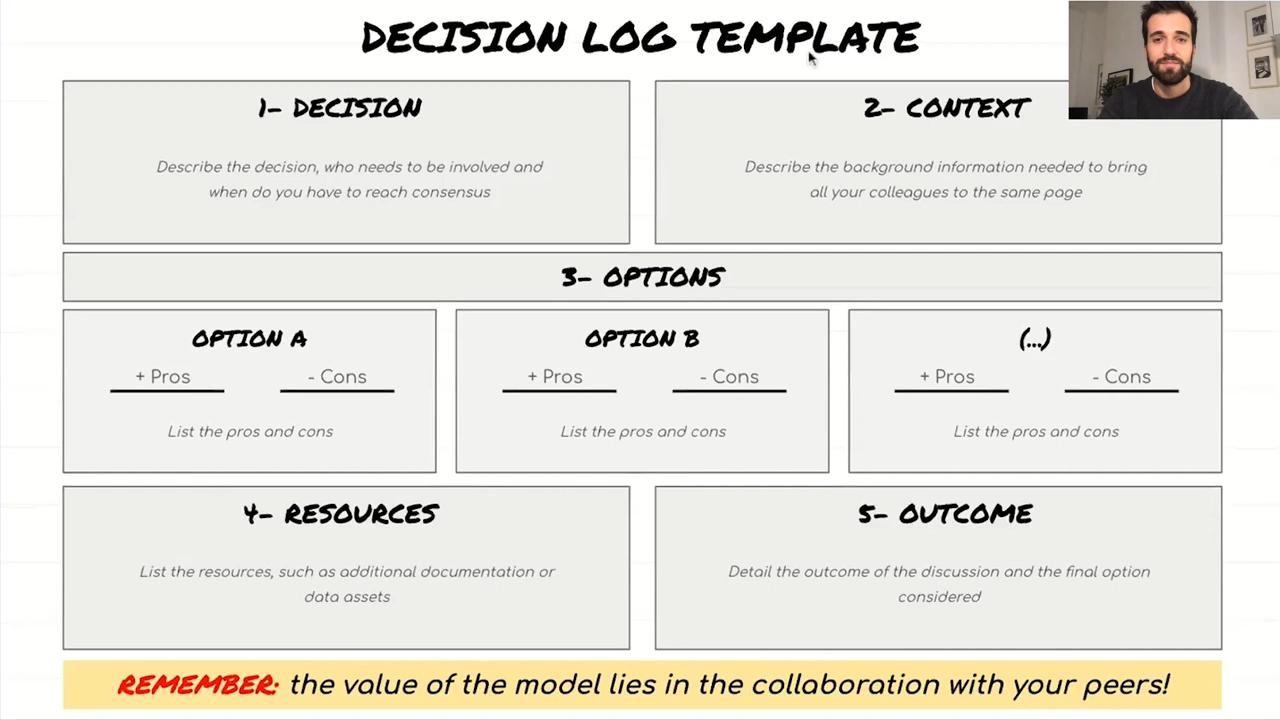 DECISION LOG TEMPLATE
1- DECISION
Describe the decision, who needs to be involved and
when do you have to reach consensus
2- CONTEXT
Describe the background information needed to bring
all your colleagues to the same page
3- OPTIONS
OPTION A
+ Pros - Cons
List the pros and cons
OPTION B
+ Pros - Cons
List the pros and cons
(...)
+ Pros - Cons
List the pros and cons
4- RESOURCES
List the resources, such as additional documentation or
data assets
5- OUTCOME
Detail the outcome of the discussion and the final option
considered
REMEMBER: the value of the model lies in the collaboration with your peers!